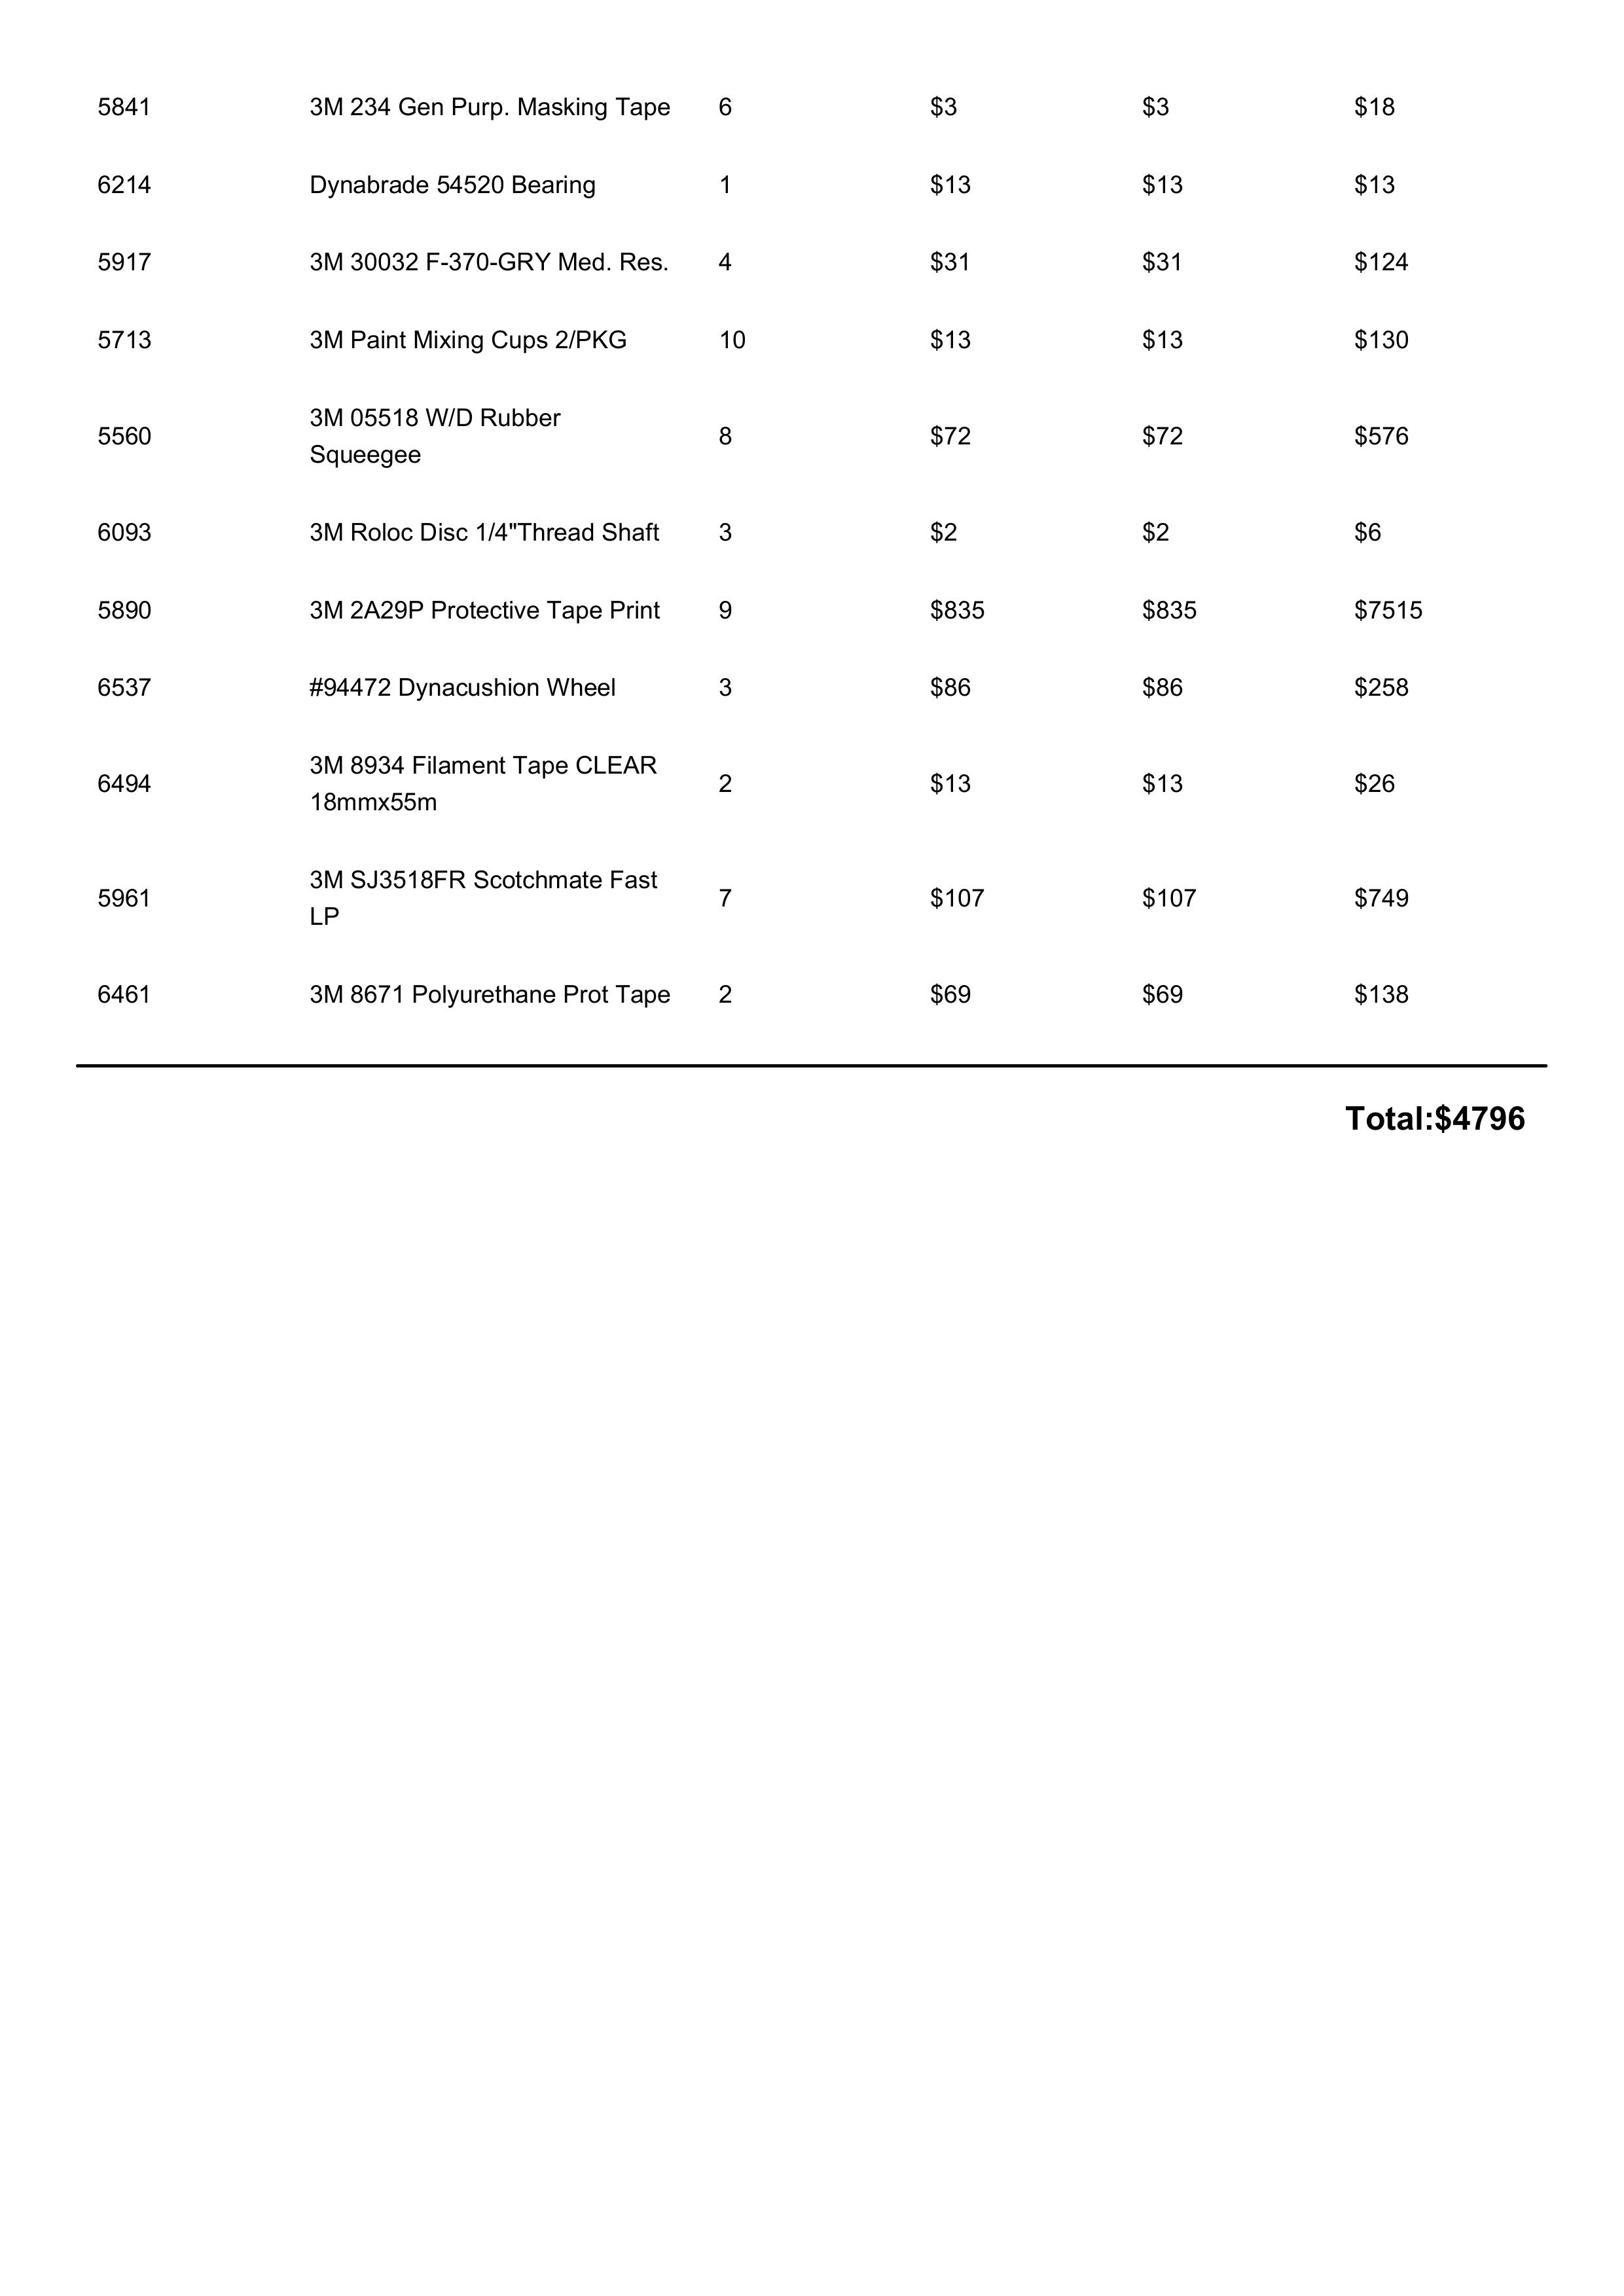 5841 3M 234 Gen Purp. Masking Tape 6 $3 $3 $18
6214 Dynabrade 54520 Bearing 1 $13 $13 $13
5917 3M 30032 F-370-GRY Med. Res. 4 $31 $31 $124
5713 3M Paint Mixing Cups 2/PKG 10 $13 $13 $130
5560 3M 05518 W/D Rubber 8 $72 $72 $576
Squeegee
6093 3M Roloc Disc 1/4"Thread Shaft 3 $2 $2 $6
5890 3M 2A29P Protective Tape Print 9 $835 $835 $7515
6537 #94472 Dynacushion Wheel 3 $86 $86 $258
6494 3M 8934 Filament Tape CLEAR 2 $13 $13 $26
18mmx55m
5961 3M SJ3518FR Scotchmate Fast 7 $107 $107 $749
LP
6461 3M 8671 Polyurethane Prot Tape 2 $69 $69 $138
Total:$4796